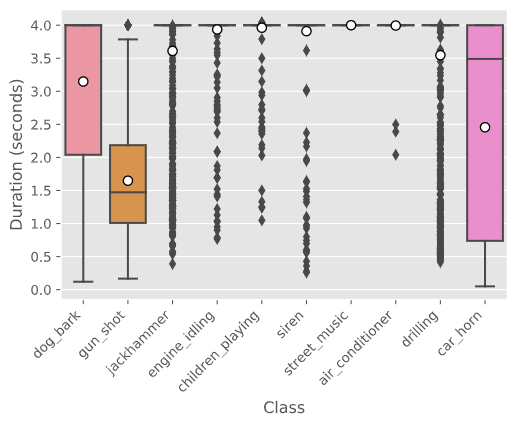 4.0
3.5
3.0
2.5
2.0
1.5
1.0
0.5
0.0
Duration (seconds)
dog_bark
gun_shot
jackhammer
engine_idling
children_playing
siren
street_music
air_conditioner
drilling
car_horn
Class